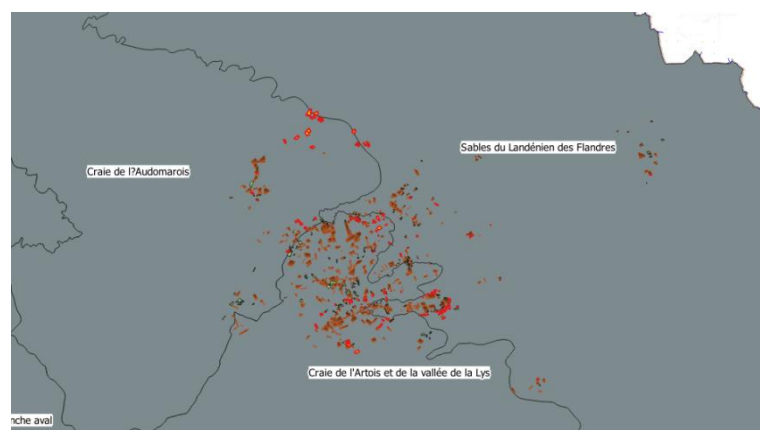 Sables du Landénien des Flandres
Craie de l?Audomarois
Craie de l'Artois et de la vallée de la Lys
nche aval